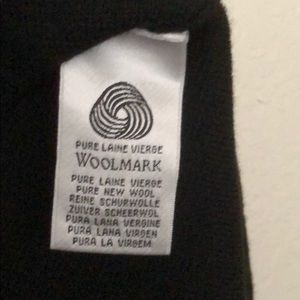 PURE LAINE VIERGE
WOOLMARK
PURE LAINE VIERGE
PURE NEW WOOL
REINE SCHURWOLLE
ZUIVER SCHEERWOL
PURA LANA VERGINE
PURA LANA VIRGEN
PURA LA VIRGEM